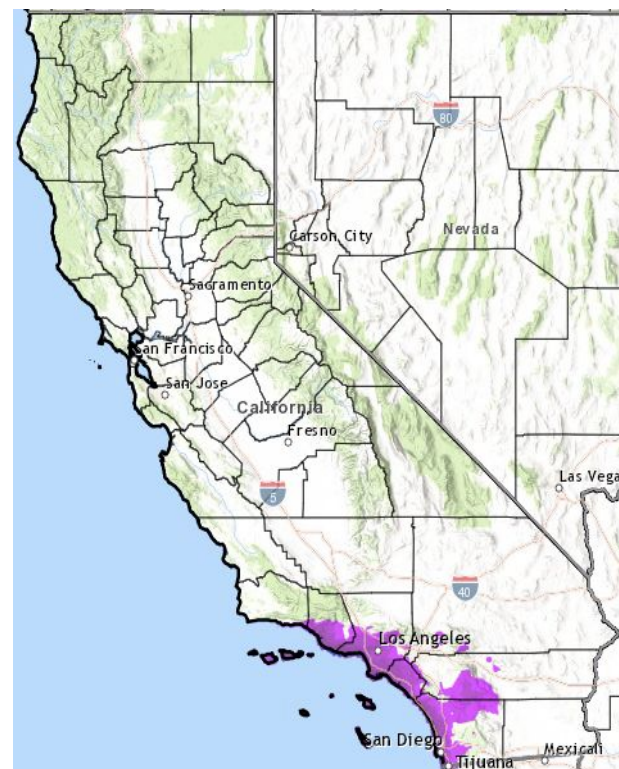 80
Nevada
Carson City
Sacramento
San Francisco
San Jose
California
Fresno
Las Vega
5
40
Los Angeles
San Diego
Tijuana
Mexicali